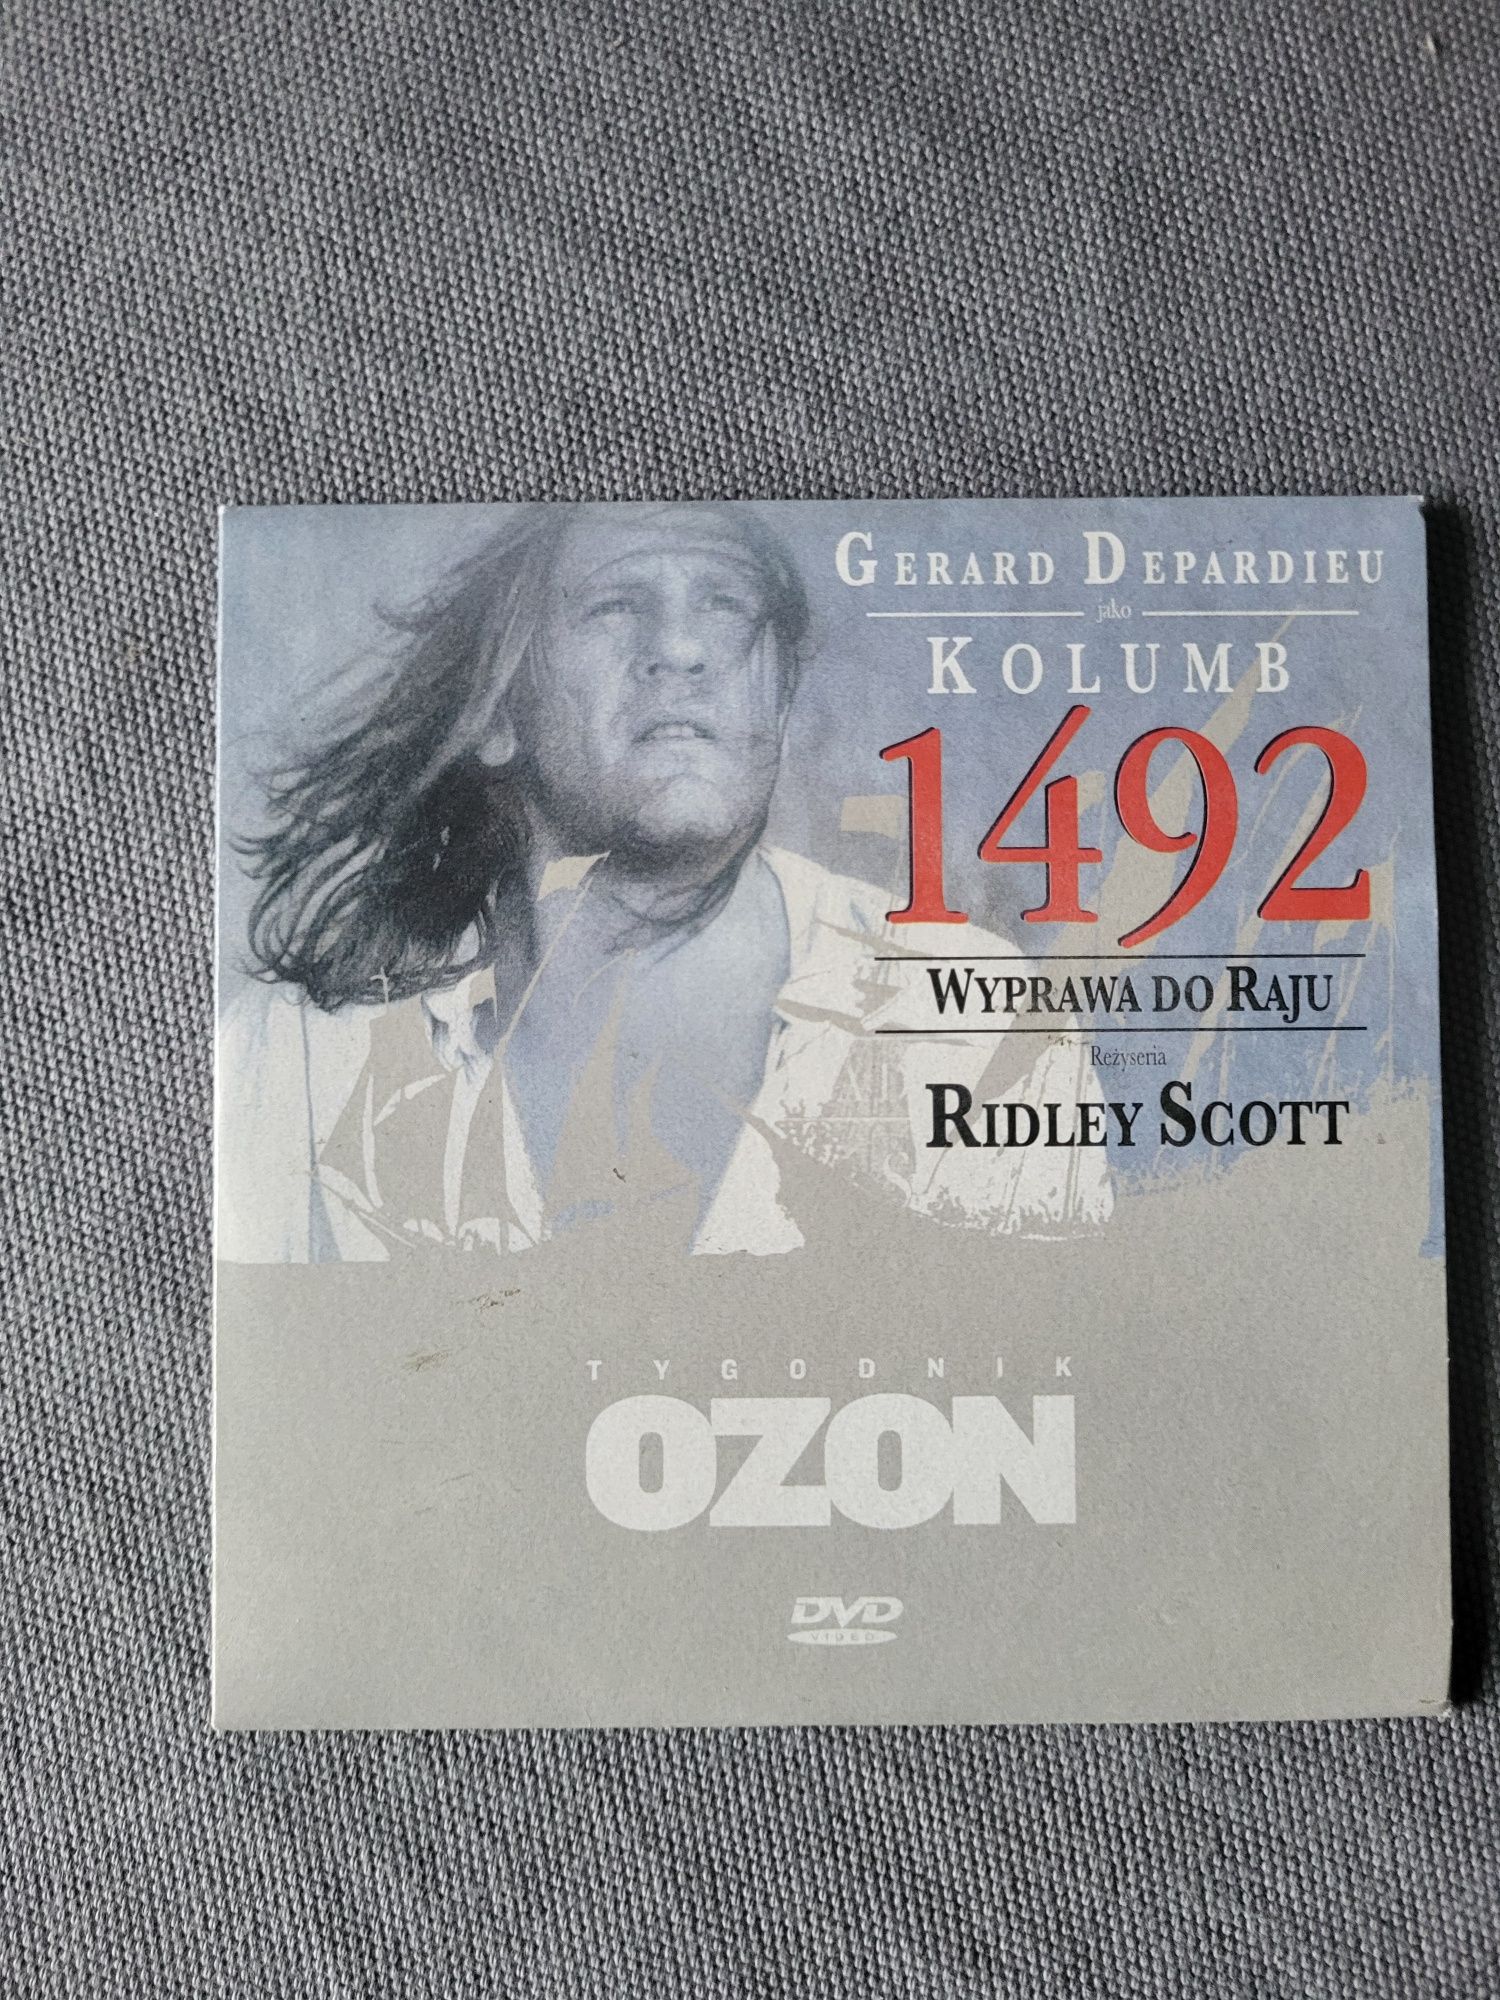 GERARD DEPARDIEU
jako
KOLUMB
1492
WYPRAWA DO RAJU
Reżyseria
RIDLEY SCOTT
TYGODNIK
OZON
DVD
VIDEO